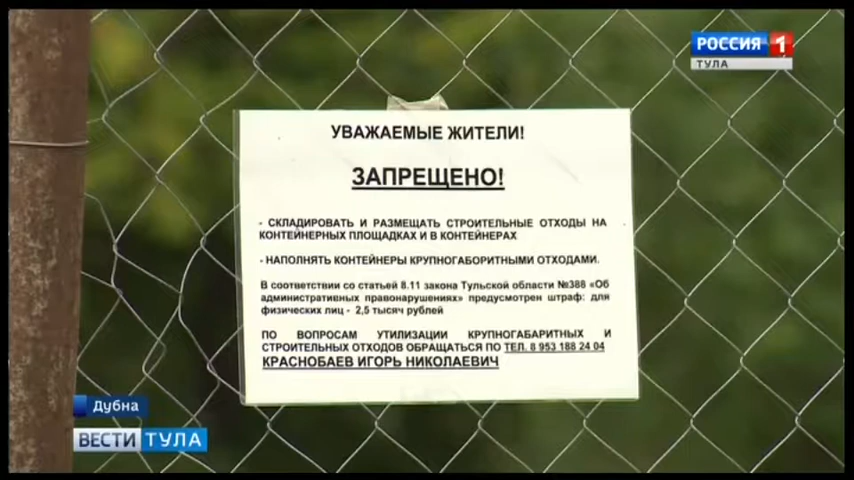 РОССИЯ 1
ТУЛА
УВАЖАЕМЫЕ ЖИТЕЛИ!
ЗАПРЕЩЕНО!
- СКЛАДИРОВАТЬ И РАЗМЕЩАТЬ СТРОИТЕЛЬНЫЕ ОТХОДЫ НА
КОНТЕЙНЕРНЫХ ПЛОЩАДКАХ И В КОНТЕЙНЕРАХ
- НАПОЛНЯТЬ КОНТЕЙНЕРЫ КРУПНОГАБОРИТНЫМИ ОТХОДАМИ.
В соответствии со статьей 8.11 закона Тульской области №388 «Об
административных правонарушениях» предусмотрен штраф: для
физических лиц - 2,5 тысяч рублей
ПО ВОПРОСАМ УТИЛИЗАЦИИ КРУПНОГАБАРИТНЫХ И
СТРОИТЕЛЬНЫХ ОТХОДОВ ОБРАЩАТЬСЯ ПО ТЕЛ. 8 953 188 24 04
КРАСНОБАЕВ ИГОРЬ НИКОЛАЕВИЧ
Дубна
ВЕСТИ ТУЛА